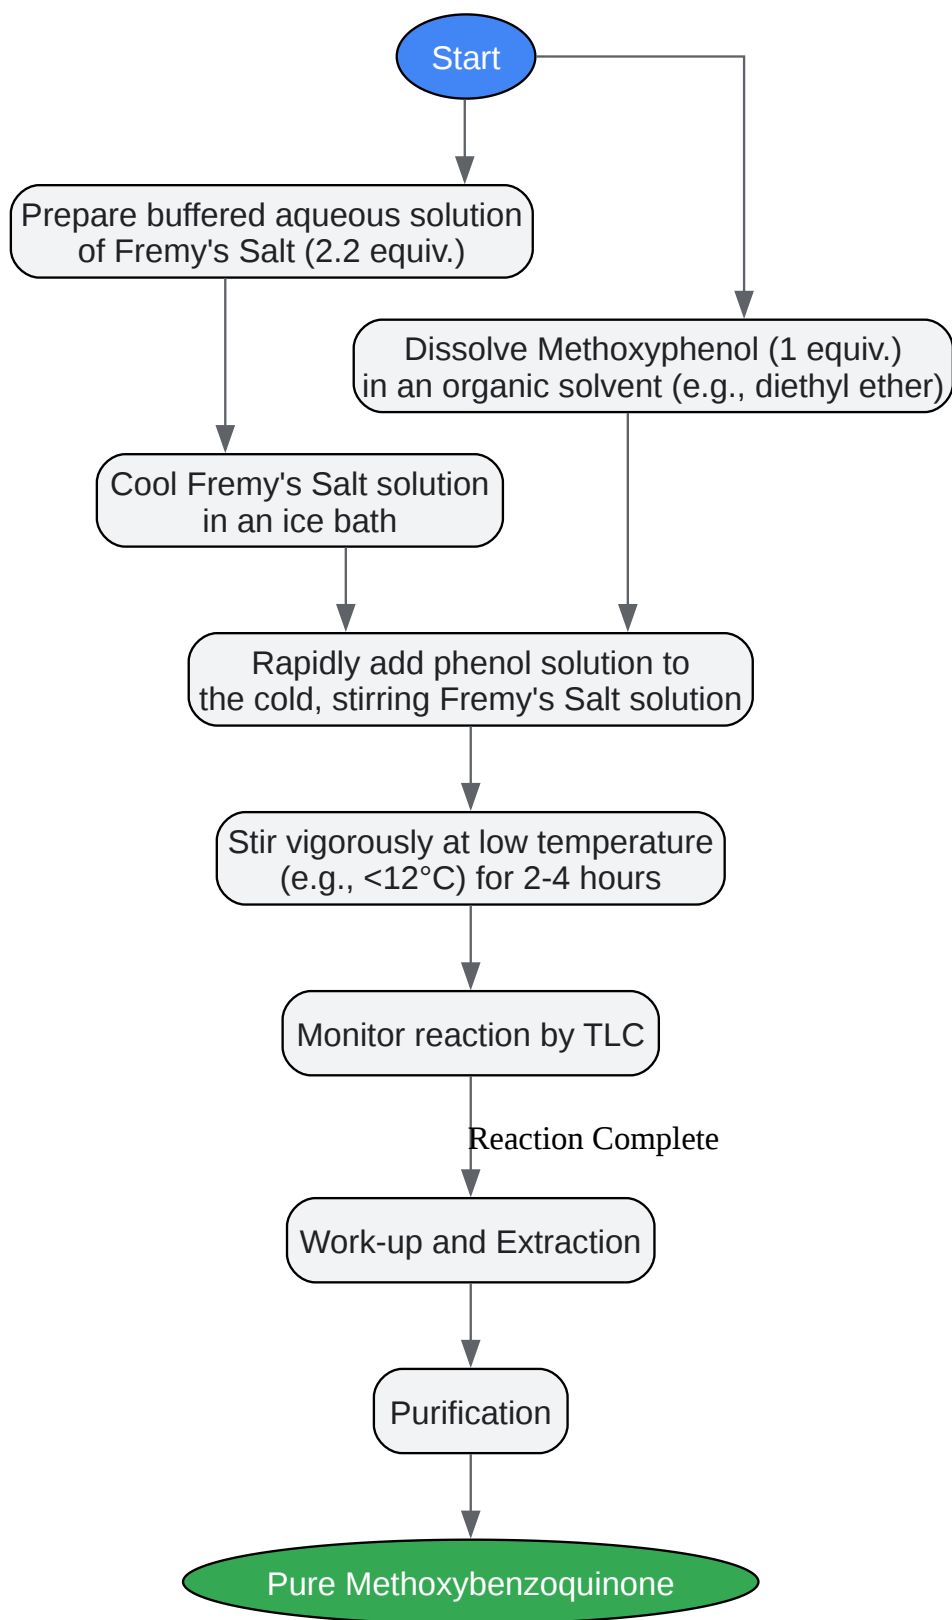 Start
Prepare buffered aqueous solution
of Fremy's Salt (2.2 equiv.)
Dissolve Methoxyphenol (1 equiv.)
in an organic solvent (e.g., diethyl ether)
Cool Fremy's Salt solution
in an ice bath
Rapidly add phenol solution to
the cold, stirring Fremy's Salt solution
Stir vigorously at low temperature
(e.g., <12°C) for 2-4 hours
Monitor reaction by TLC
Reaction Complete
Work-up and Extraction
Purification
Pure Methoxybenzoquinone